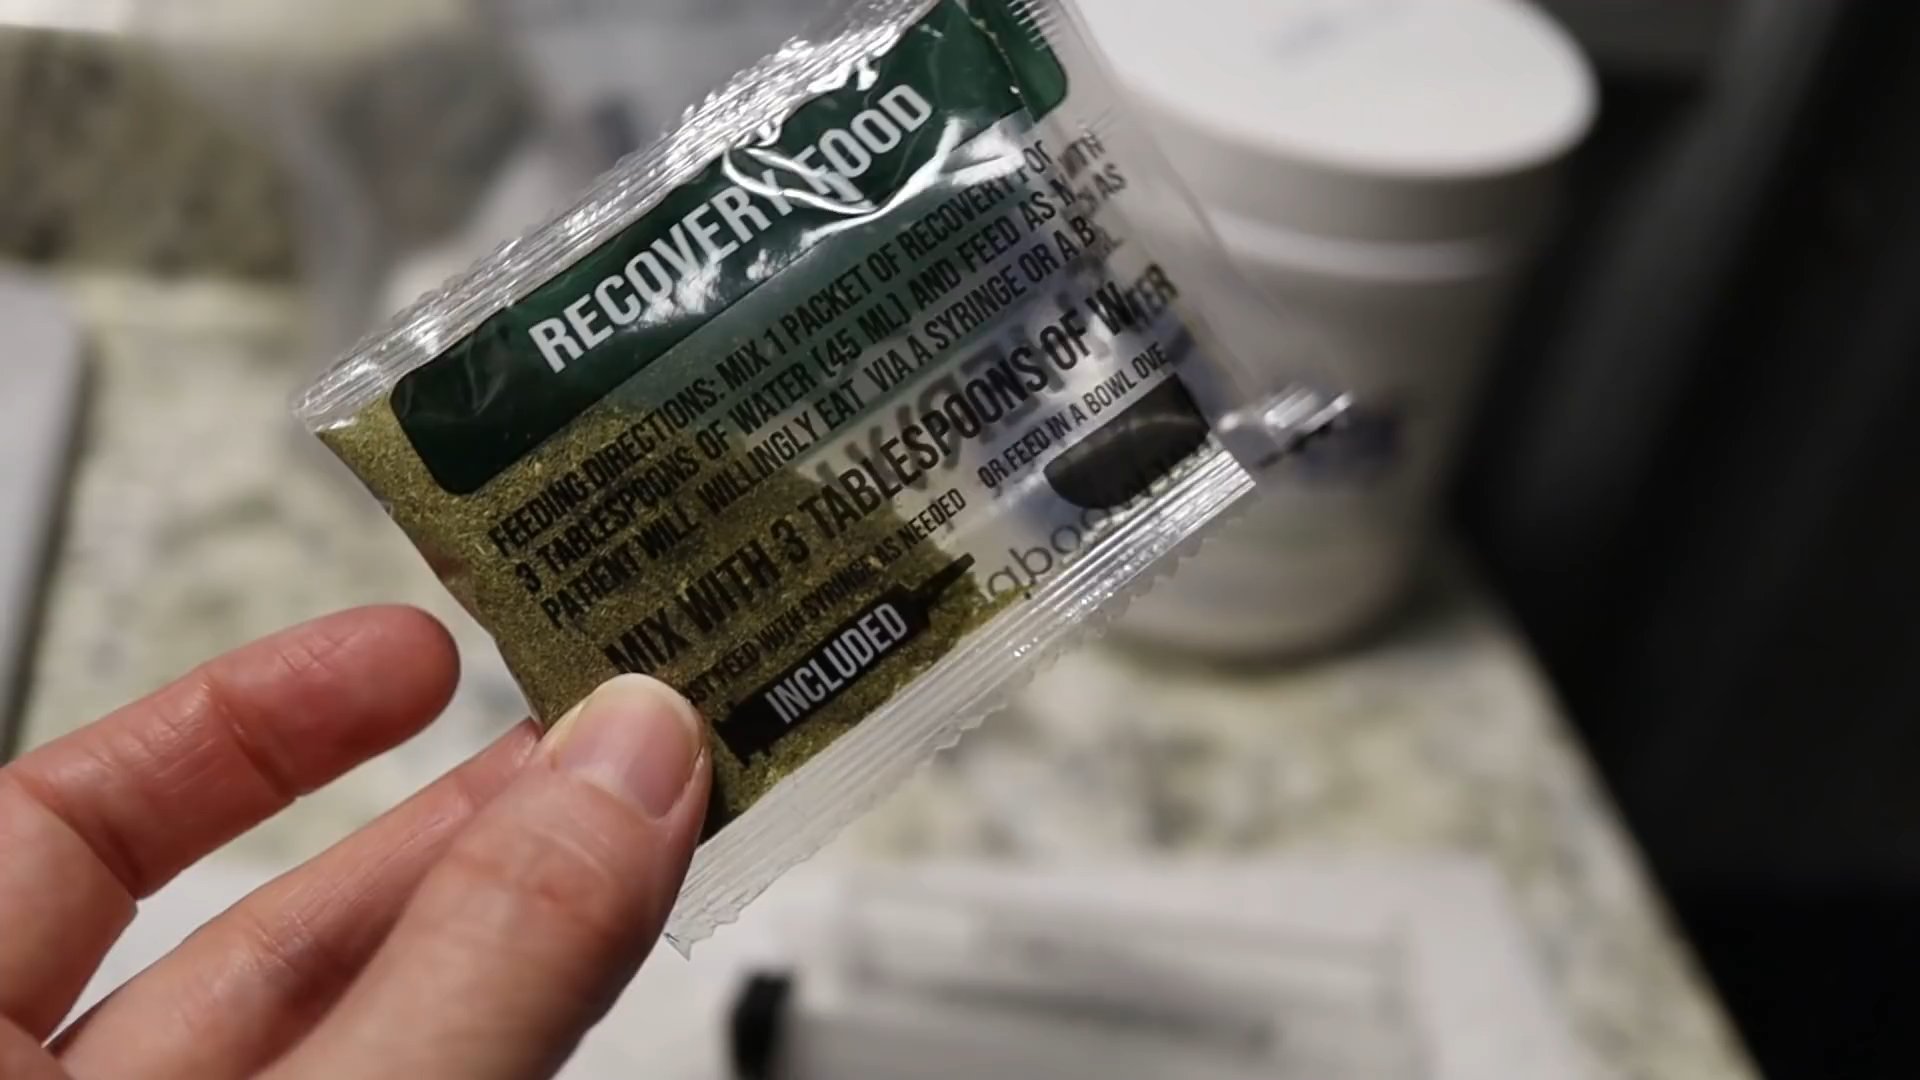 RECOVERY FOOD
FEEDING DIRECTIONS: MIX 1 PACKET OF RECOVERY
3 TABLESPOONS OF WATER (45 ML) AND FEED AS
PATIENT WILL WILLINGLY EAT VIA A SYRINGE OR A
MIX WITH 3 TABLESPOONS OF WATER
FEED WITH SYRINGE AS NEEDED OR FEED IN A BOWL
INCLUDED